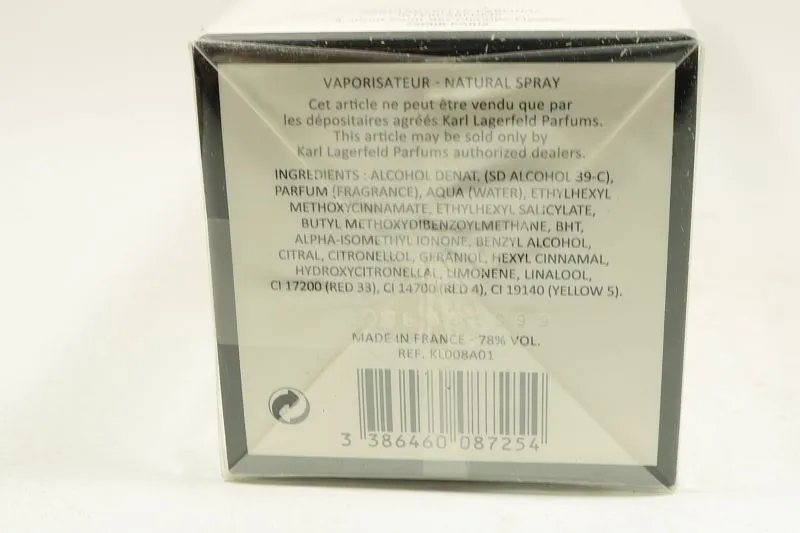 VAPORISATEUR - NATURAL SPRAY
Cet article ne peut être vendu que par
les dépositaires agréés Karl Lagerfeld Parfums.
This article may be sold only by
Karl Lagerfeld Parfums authorized dealers.
INGREDIENTS : ALCOHOL DENAT, (SD ALCOHOL 39-C),
PARFUM (FRAGRANCE), AQUA (WATER), ETHYLHEXYL
METHOXYCINNAMATE, ETHYLHEXYL SALICYLATE,
BUTYL METHOXYDIBENZOYLMETHANE, BHT,
ALPHA-ISOMETHYL IONONE, BENZYL ALCOHOL,
CITRAL, CITRONELLOL, GERANIOL, HEXYL CINNAMAL,
HYDROXYCITRONELLAL, LIMONENE, LINALOOL,
CI 17200 (RED 33), CI 14700 (RED 4), CI 19140 (YELLOW 5).
MADE IN FRANCE - 78% VOL.
REF. KL008A01
3 386460 087254